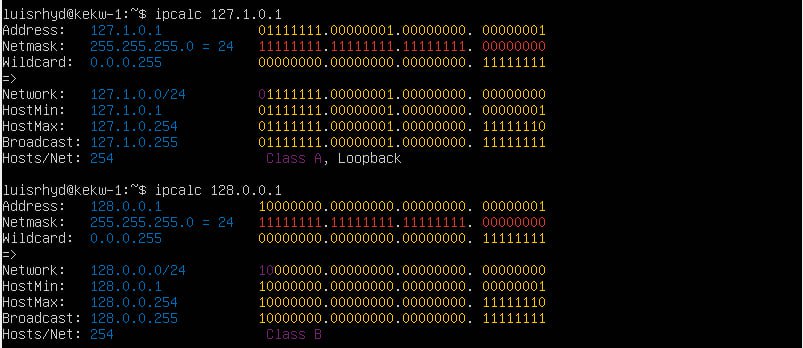 luisrhyd@kekw-1:~$ ipcalc 127.1.0.1
Address:   127.1.0.1            01111111.00000001.00000000. 00000001
Netmask:   255.255.255.0 = 24   11111111.11111111.11111111. 00000000
Wildcard:  0.0.0.255            00000000.00000000.00000000. 11111111
=>
Network:   127.1.0.0/24         01111111.00000001.00000000. 00000000
HostMin:   127.1.0.1            01111111.00000001.00000000. 00000001
HostMax:   127.1.0.254          01111111.00000001.00000000. 11111110
Broadcast: 127.1.0.255          01111111.00000001.00000000. 11111111
Hosts/Net: 254                   Class A, Loopback
luisrhyd@kekw-1:~$ ipcalc 128.0.0.1
Address:   128.0.0.1            10000000.00000000.00000000. 00000001
Netmask:   255.255.255.0 = 24   11111111.11111111.11111111. 00000000
Wildcard:  0.0.0.255            00000000.00000000.00000000. 11111111
=>
Network:   128.0.0.0/24         10000000.00000000.00000000. 00000000
HostMin:   128.0.0.1            10000000.00000000.00000000. 00000001
HostMax:   128.0.0.254          10000000.00000000.00000000. 11111110
Broadcast: 128.0.0.255          10000000.00000000.00000000. 11111111
Hosts/Net: 254                   Class B